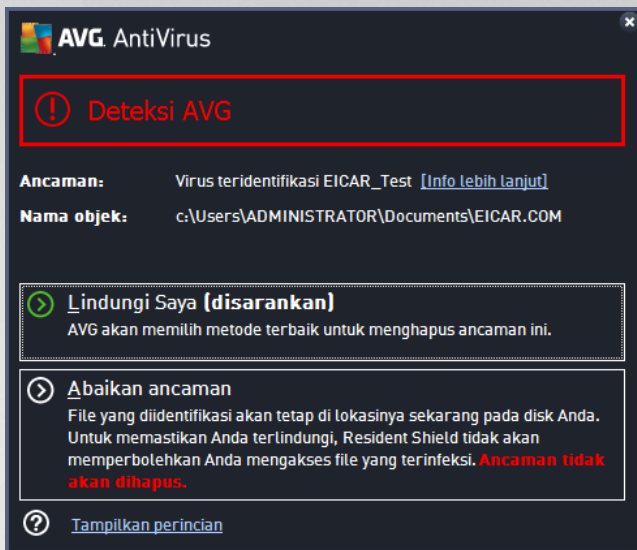 AVG. AntiVirus
Deteksi AVG
Ancaman: Virus teridentifikasi EICAR_Test [Info lebih lanjut]
Nama objek: c:\Users\ADMINISTRATOR\Documents\EICAR.COM
Lindungi Saya (disarankan)
AVG akan memilih metode terbaik untuk menghapus ancaman ini.
Abaikan ancaman
File yang diidentifikasi akan tetap di lokasinya sekarang pada disk Anda.
Untuk memastikan Anda terlindungi, Resident Shield tidak akan
memperbolehkan Anda mengakses file yang terinfeksi. Ancaman tidak
akan dihapus.
Tampilkan perincian